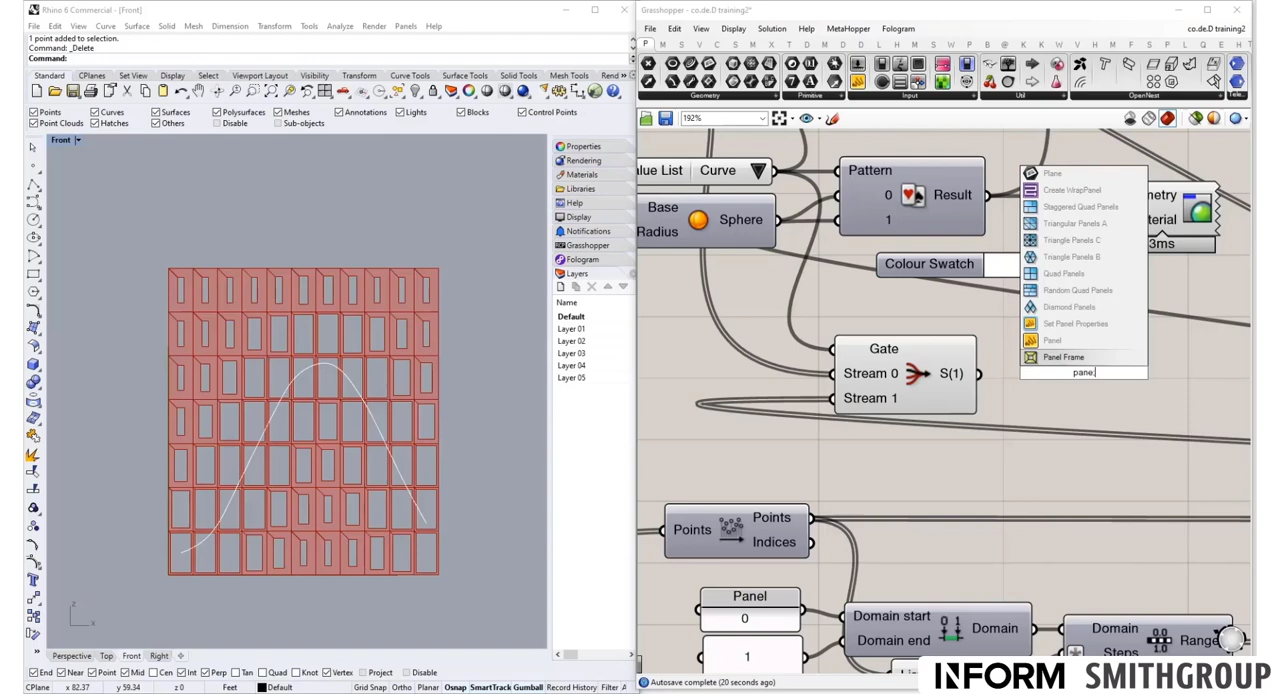 Rhino 6 Commercial - [Front]
File Edit View Curve Surface Solid Mesh Dimension Transform Tools Analyze Render Panels Help
1 point added to selection.
Command: _Delete
Command:
Standard CPlanes Set View Display Select Viewport Layout Visibility Transform Curve Tools Surface Tools Solid Tools Mesh Tools Rend »
Points Curves Surfaces Polysurfaces Meshes Annotations Lights Blocks Control Points
Point Clouds Hatches Others Disable Sub-objects
Front
Properties
Rendering
Materials
Libraries
Help
Display
Notifications
Grasshopper
Fologram
Layers
Name
Default
Layer 01
Layer 02
Layer 03
Layer 04
Layer 05
z
x
Perspective Top Front Right
End Near Point Mid Cen Int Perp Tan Quad Knot Vertex Project Disable
CPlane x 82.37 y 59.34 z 0 Feet Default Grid Snap Ortho Planar Osnap SmartTrack Gumball Record History Filter
Grasshopper - co.de.D training2*
File Edit View Display Solution Help MetaHopper Fologram co.de.D training2*
Geometry Primitive Input Util OpenNest Tele...
192%
alue List Curve
Base
Radius
Sphere
Pattern
0
1
Result
Colour Swatch
Gate
Stream 0
Stream 1
S(1)
Plane
Create WrapPanel
Staggered Quad Panels
Triangular Panels A
Triangle Panels C
Triangle Panels B
Quad Panels
Random Quad Panels
Diamond Panels
Set Panel Properties
Panel
Panel Frame
pane;
metry
aterial
3ms
Points
Points
Indices
Panel
0
1
Domain start
Domain end
Domain
Domain
Steps
Range
Autosave complete (20 seconds ago)
INFORM SMITHGROUP